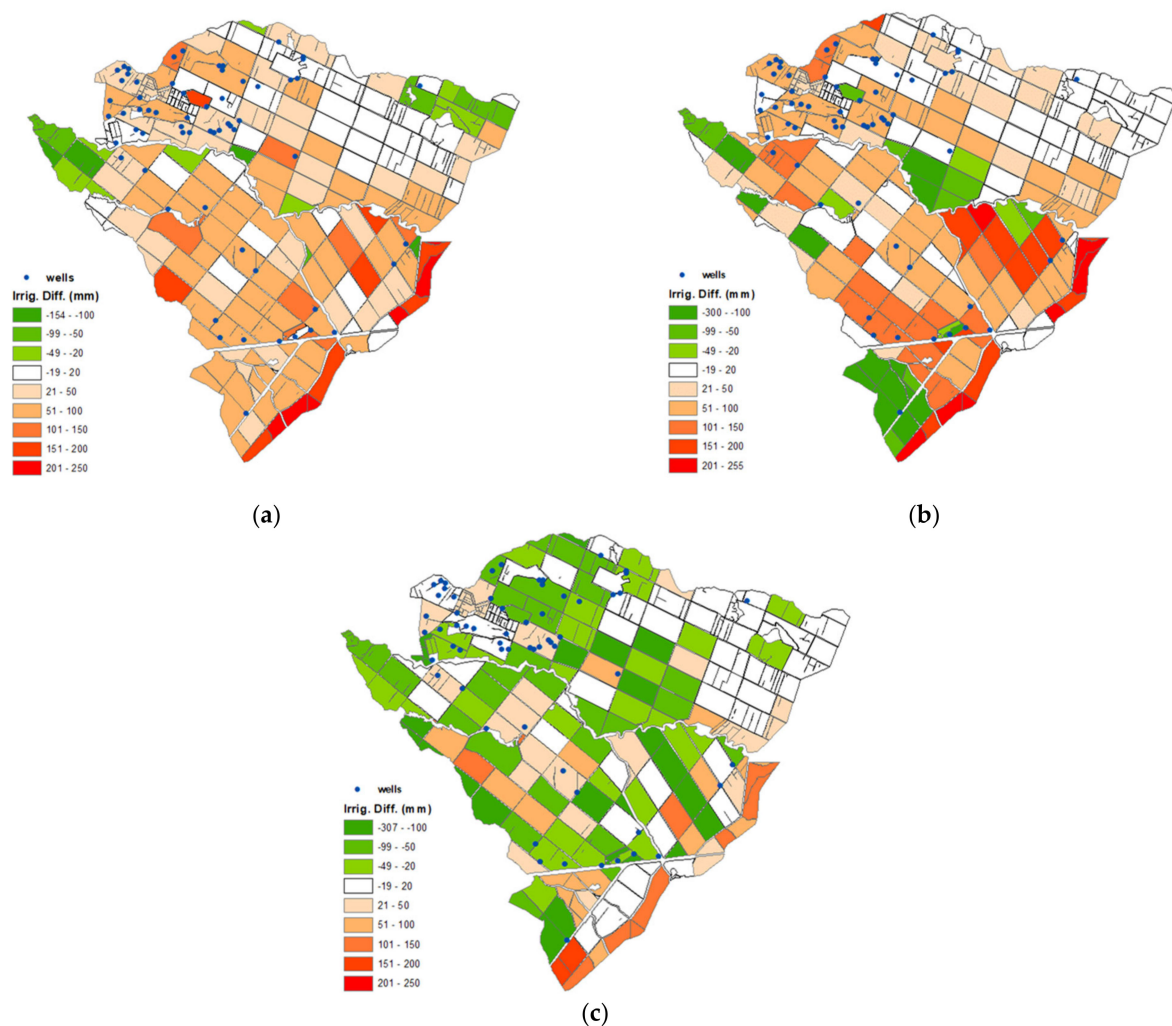 wells
Irrig. Diff. (mm)
-154 - -100
-99 - -50
-49 - -20
-19 - 20
21 - 50
51 - 100
101 - 150
151 - 200
201 - 250
(a)
wells
Irrig. Diff. (mm)
-300 - -100
-99 - -50
-49 - -20
-19 - 20
21 - 50
51 - 100
101 - 150
151 - 200
201 - 255
(b)
wells
Irrig. Diff. (mm)
-307 - -100
-99 - -50
-49 - -20
-19 - 20
21 - 50
51 - 100
101 - 150
151 - 200
201 - 250
(c)